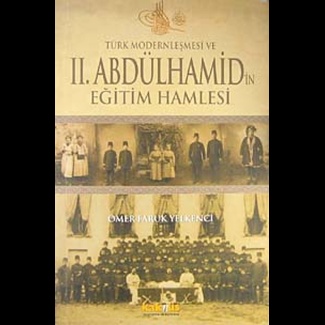 TÜRK MODERNLEŞMESİ VE
II. ABDÜLHAMİD'İN
EĞİTİM HAMLESİ
ÖMER FARUK YELKENCİ